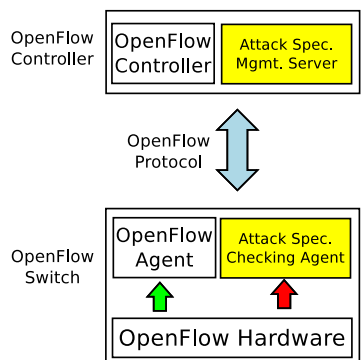 OpenFlow
Controller
OpenFlow
Controller
Attack Spec.
Mgmt. Server
OpenFlow
Protocol
OpenFlow
Switch
OpenFlow
Agent
Attack Spec.
Checking Agent
OpenFlow Hardware